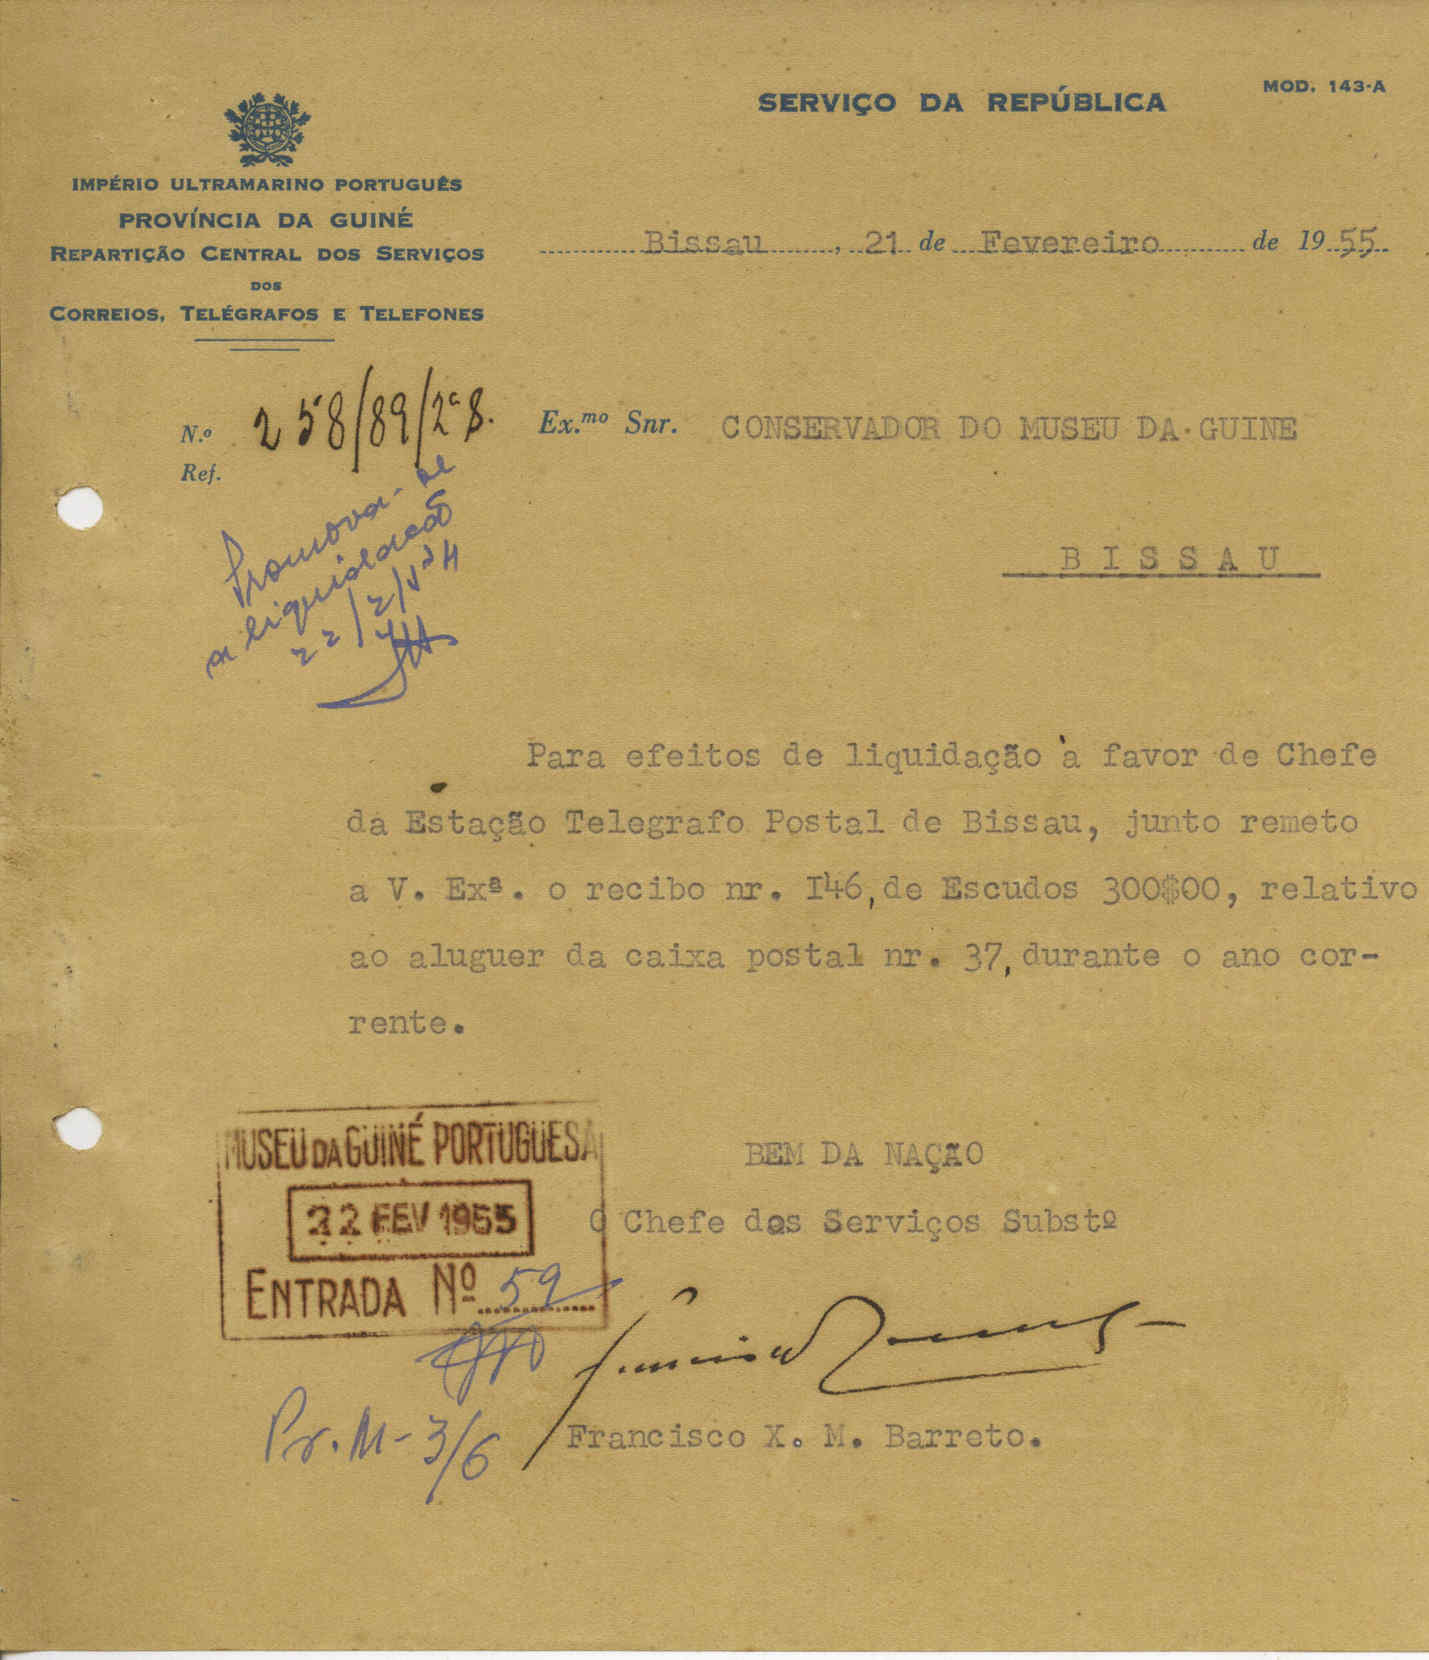 SERVIÇO DA REPÚBLICA
MOD. 143-A
IMPÉRIO ULTRAMARINO PORTUGUÊS
PROVÍNCIA DA GUINÉ
REPARTIÇÃO CENTRAL DOS SERVIÇOS
DOS
CORREIOS, TELÉGRAFOS E TELEFONES
Bissau, 21 de Fevereiro de 1955
N.º 258/89/2ª S.
Ref.
Ex.mo Snr. CONSERVADOR DO MUSEU DA GUINE
BISSAU
Promova-se
a liquidação
22/2/
Para efeitos de liquidação à favor de Chefe
da Estação Telegrafo Postal de Bissau, junto remeto
a V. Exª. o recibo nr. I46, de Escudos 300$00, relativo
ao aluguer da caixa postal nr. 37, durante o ano cor-
rente.
MUSEU DA GUINÉ PORTUGUESA
22 FEV 1955
ENTRADA Nº 59
BEM DA NAÇÃO
O Chefe dos Serviços Substº
Francisco X. M. Barreto.
Pr. M-3/6